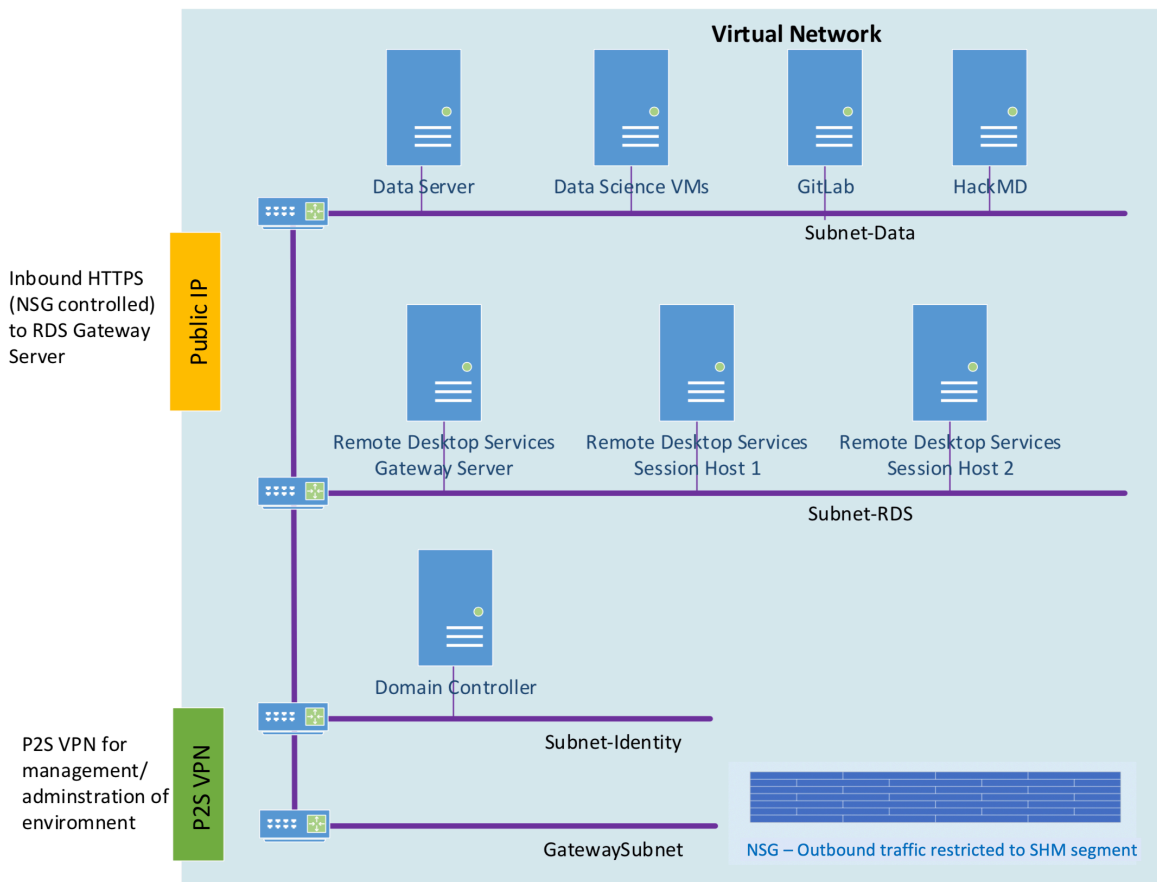 Virtual Network
Data Server
Data Science VMs
GitLab
HackMD
Subnet-Data
Inbound HTTPS
(NSG controlled)
to RDS Gateway
Server
Public IP
Remote Desktop Services
Gateway Server
Remote Desktop Services
Session Host 1
Remote Desktop Services
Session Host 2
Subnet-RDS
Domain Controller
Subnet-Identity
P2S VPN for
management/
adminstration of
enviromnent
P2S VPN
GatewaySubnet
NSG – Outbound traffic restricted to SHM segment